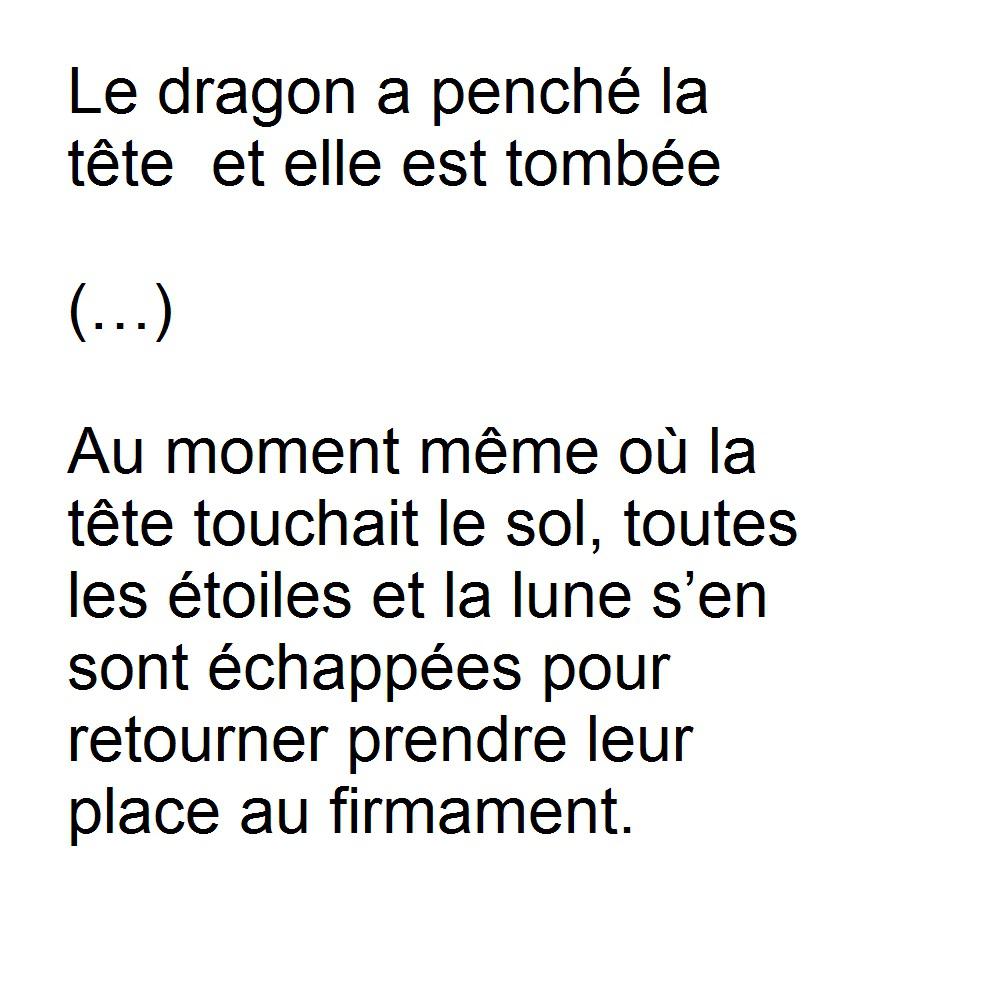 Le dragon a penché la
tête  et elle est tombée
(…)
Au moment même où la
tête touchait le sol, toutes
les étoiles et la lune s’en
sont échappées pour
retourner prendre leur
place au firmament.